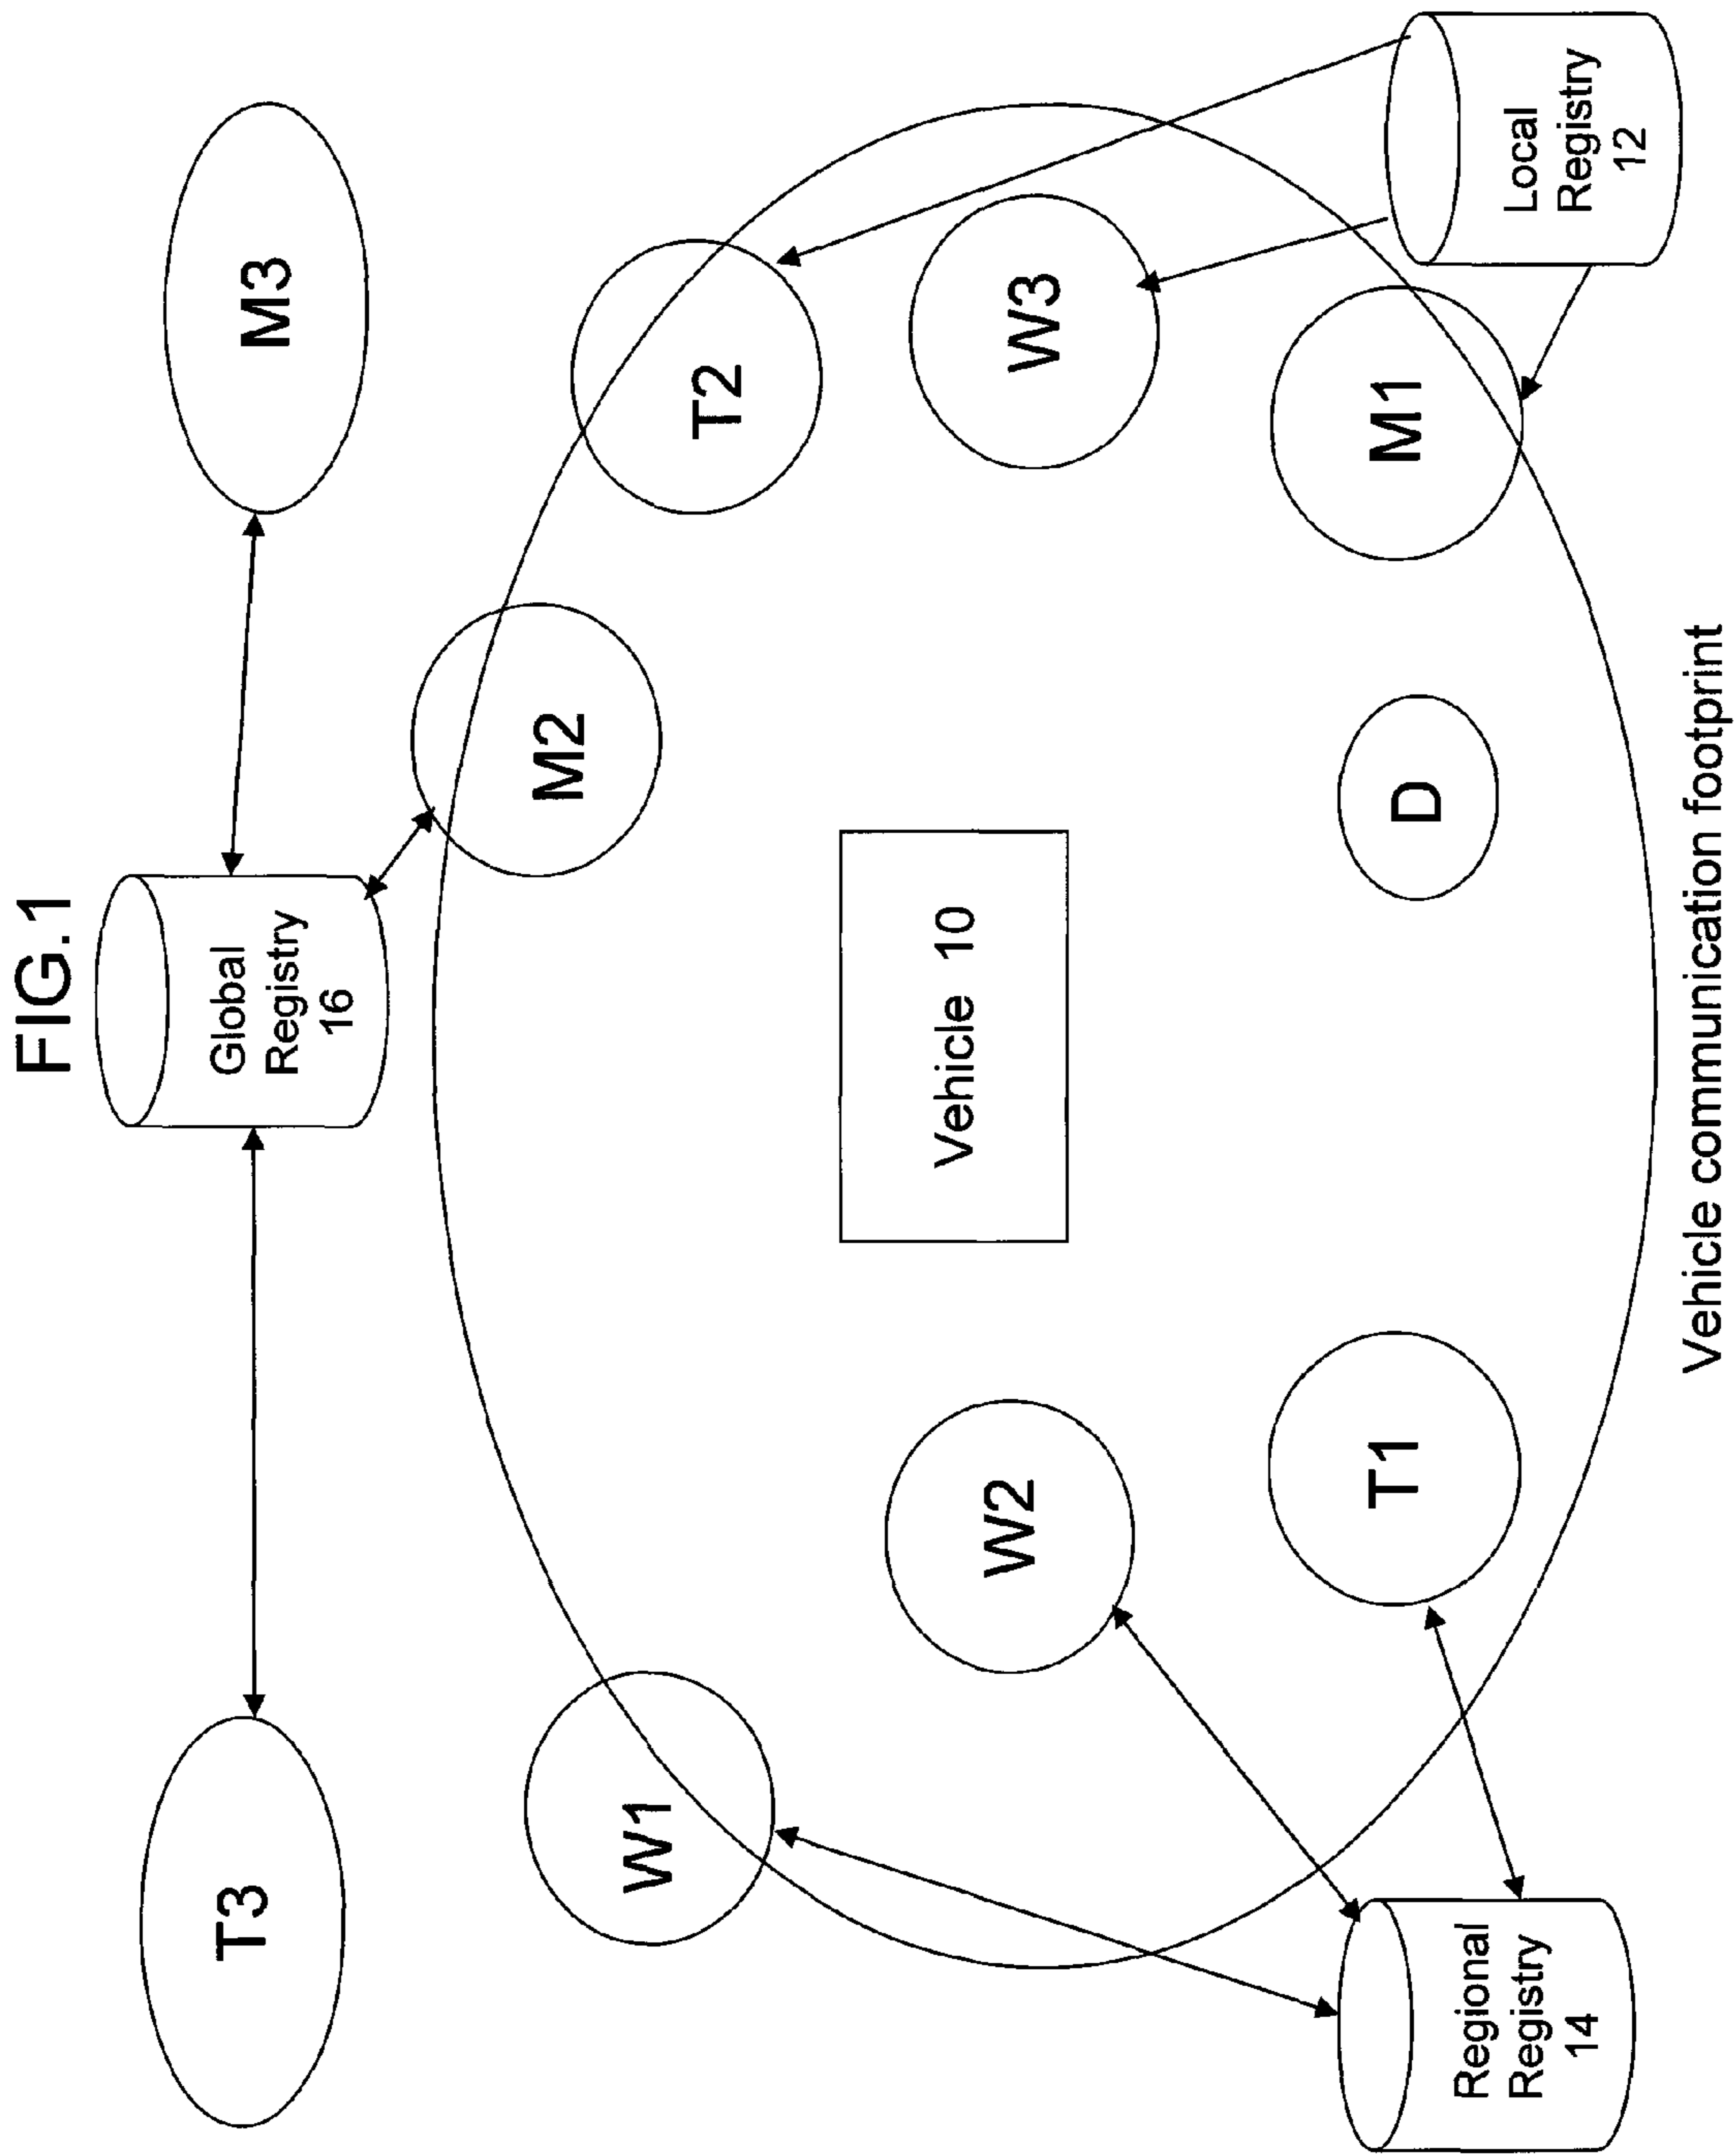 FIG.1
Global
Registry
16
T3
M3
M2
W1
T2
Vehicle 10
W2
W3
T1
D
M1
Regional
Registry
14
Local
Registry
12
Vehicle communication footprint